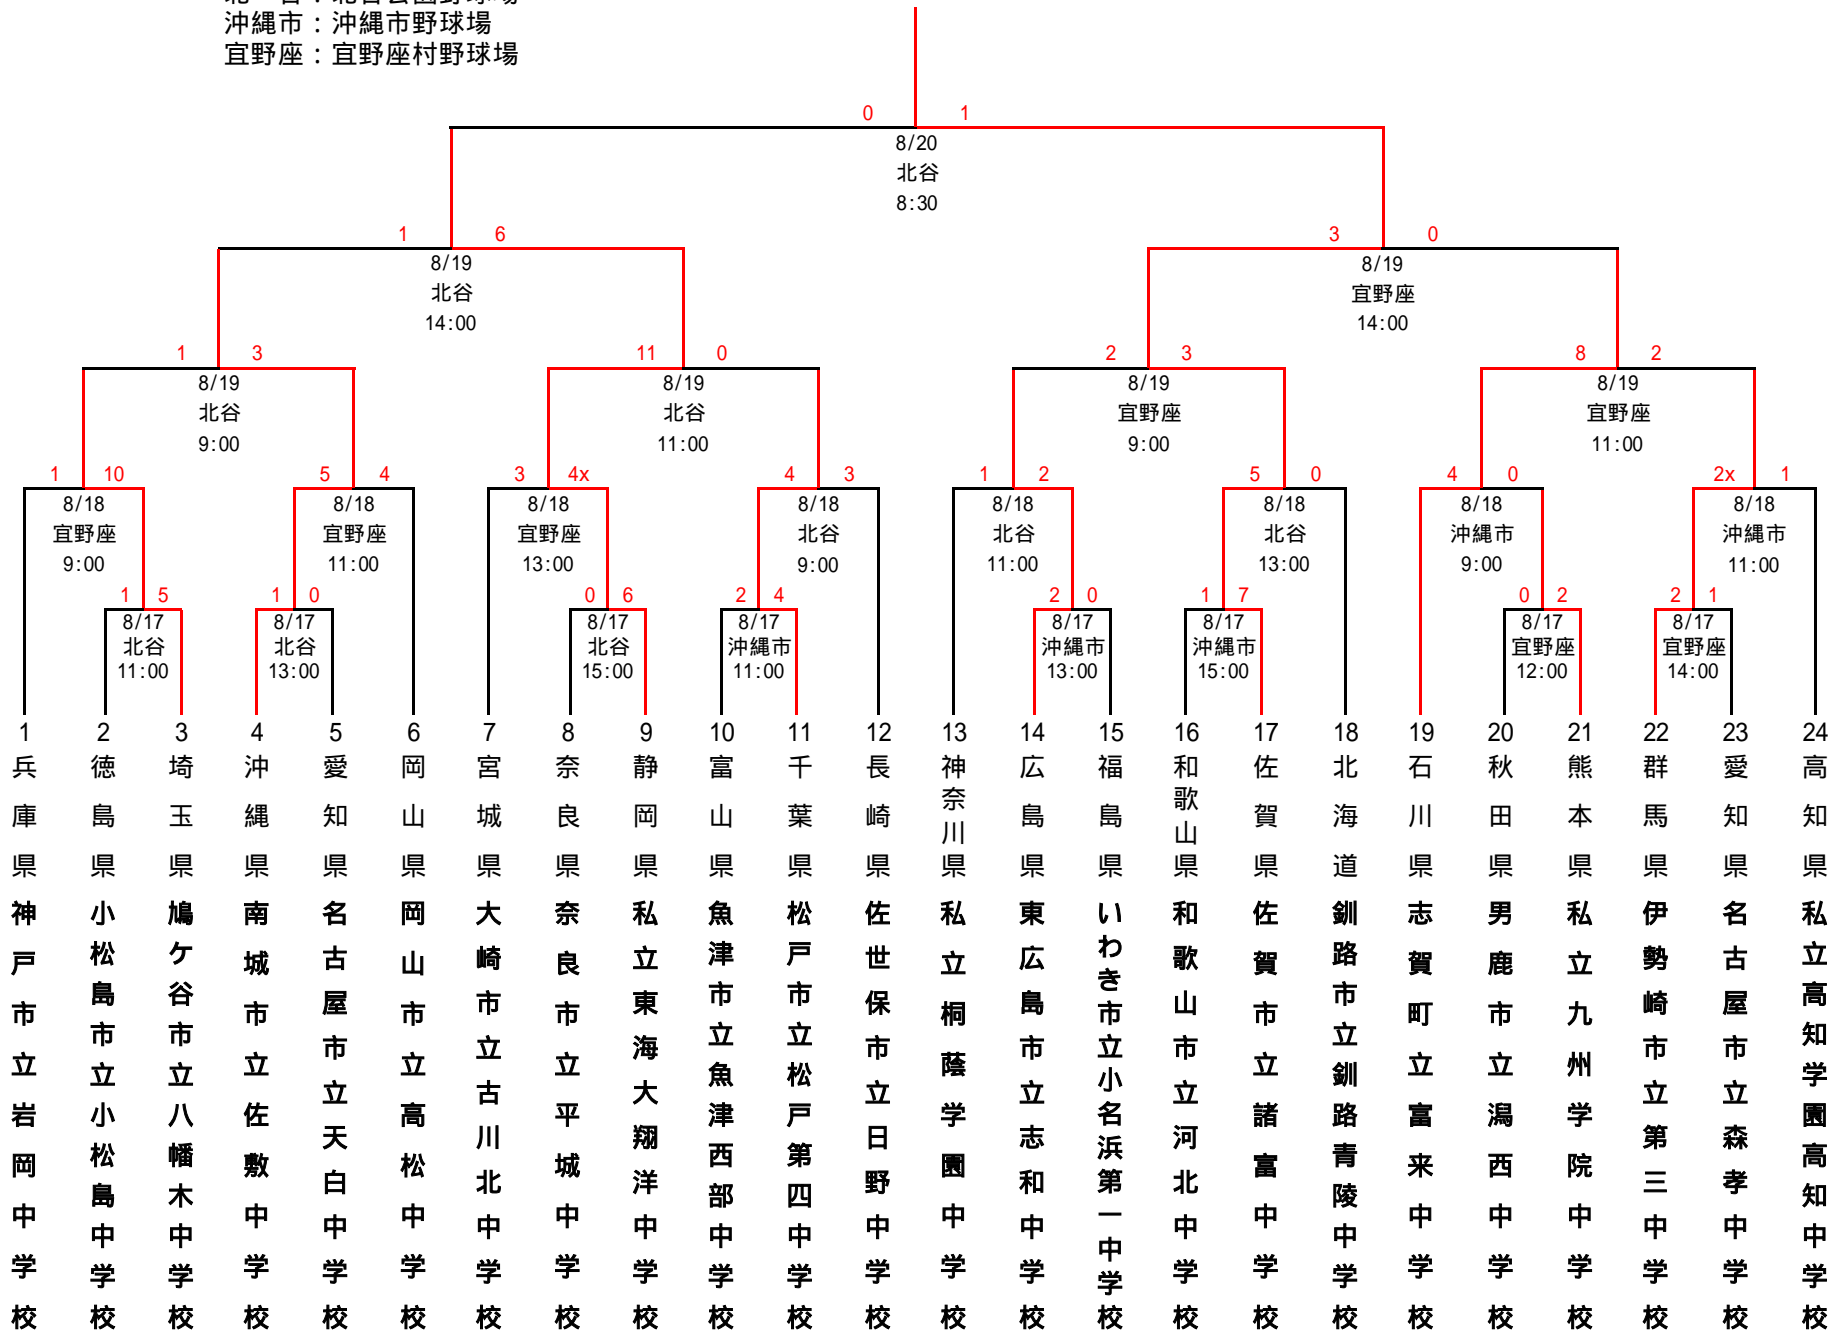 沖縄市：沖縄市野球場
宜野座：宜野座村野球場
0 1
8/20
北谷
8:30
1 6
8/19
北谷
14:00
3 0
8/19
宜野座
14:00
1 3
8/19
北谷
9:00
11 0
8/19
北谷
11:00
2 3
8/19
宜野座
9:00
8 2
8/19
宜野座
11:00
1 10
8/18
宜野座
9:00
5 4
8/18
宜野座
11:00
3 4x
8/18
宜野座
13:00
4 3
8/18
北谷
9:00
1 2
8/18
北谷
11:00
5 0
8/18
北谷
13:00
4 0
8/18
沖縄市
9:00
2x 1
8/18
沖縄市
11:00
1 5
8/17
北谷
11:00
1 0
8/17
北谷
13:00
0 6
8/17
北谷
15:00
2 4
8/17
沖縄市
11:00
2 0
8/17
沖縄市
13:00
1 7
8/17
沖縄市
15:00
0 2
8/17
宜野座
12:00
2 1
8/17
宜野座
14:00
1 兵庫県 神戸市立岩岡中学校
2 徳島県 小松島市立小松島中学校
3 埼玉県 鳩ケ谷市立八幡木中学校
4 沖縄県 南城市立佐敷中学校
5 愛知県 名古屋市立天白中学校
6 岡山県 岡山市立高松中学校
7 宮城県 大崎市立古川北中学校
8 奈良県 奈良市立平城中学校
9 静岡県 私立東海大翔洋中学校
10 富山県 魚津市立魚津西部中学校
11 千葉県 松戸市立松戸第四中学校
12 長崎県 佐世保市立日野中学校
13 神奈川県 私立桐蔭学園中学校
14 広島県 東広島市立志和中学校
15 福島県 いわき市立小名浜第一中学校
16 和歌山県 和歌山市立河北中学校
17 佐賀県 佐賀市立諸富中学校
18 北海道 釧路市立釧路青陵中学校
19 石川県 志賀町立富来中学校
20 秋田県 男鹿市立潟西中学校
21 熊本県 私立九州学院中学校
22 群馬県 伊勢崎市立第三中学校
23 愛知県 名古屋市立森孝中学校
24 高知県 私立高知学園高知中学校